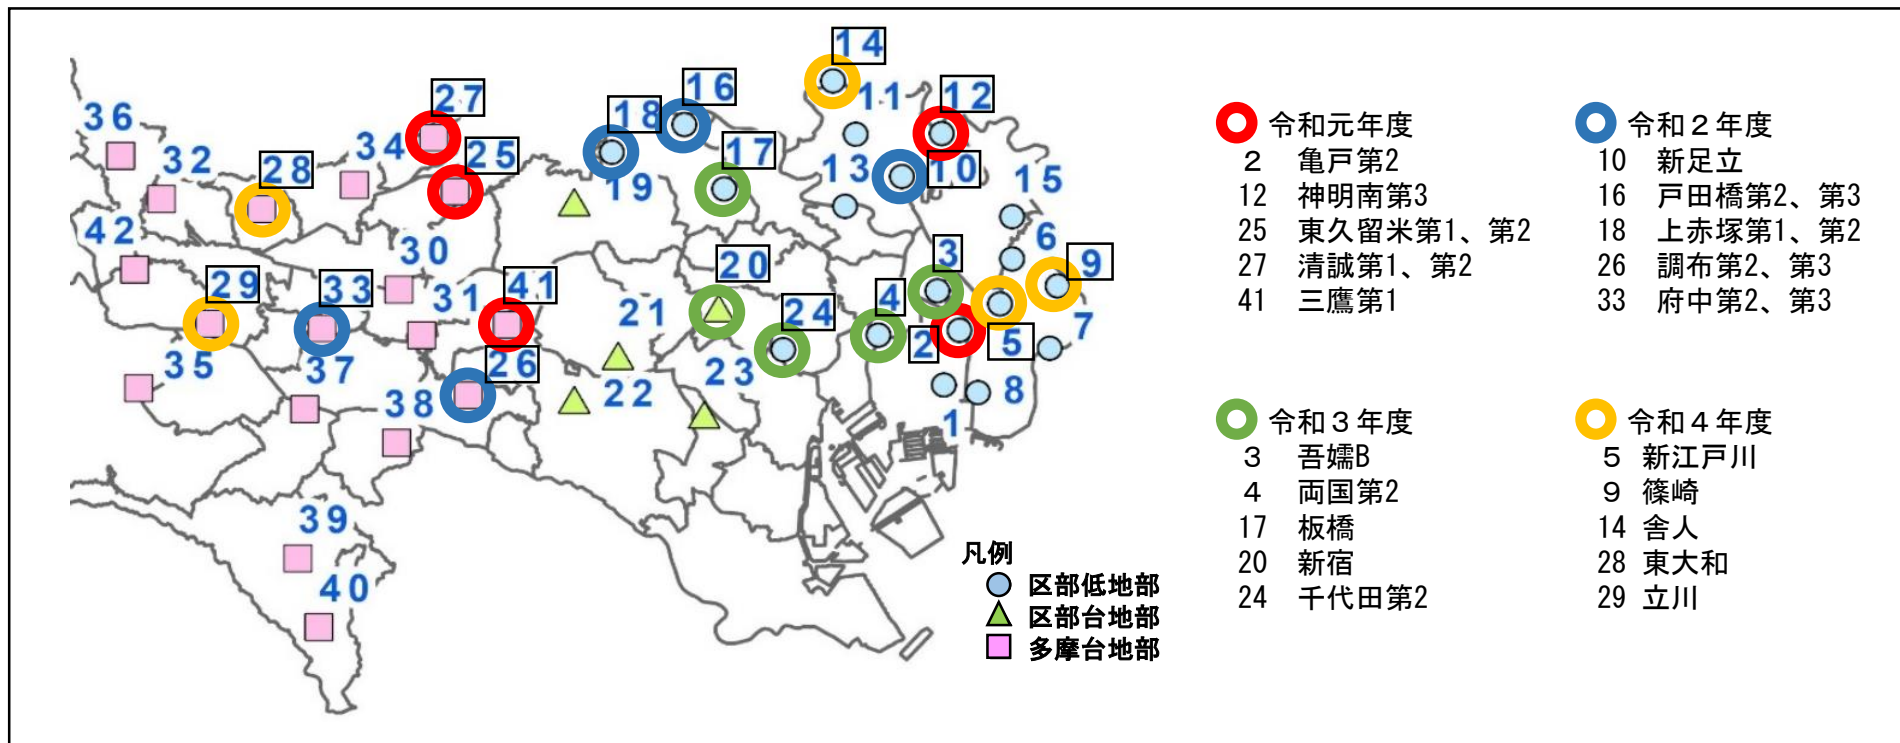 14
16
27
11
12
36
18
34
25
17
32
28
13
10
15
19
42
30
6
3
9
20
29
33
31
41
4
24
21
7
2
5
35
37
26
23
22
38
8
1
39
40
凡例
区部低地部
区部台地部
多摩台地部
令和元年度
2 亀戸第2
12 神明南第3
25 東久留米第1、第2
27 清誠第1、第2
41 三鷹第1
令和2年度
10 新足立
16 戸田橋第2、第3
18 上赤塚第1、第2
26 調布第2、第3
33 府中第2、第3
令和3年度
3 吾嬬B
4 両国第2
17 板橋
20 新宿
24 千代田第2
令和4年度
5 新江戸川
9 篠崎
14 舎人
28 東大和
29 立川